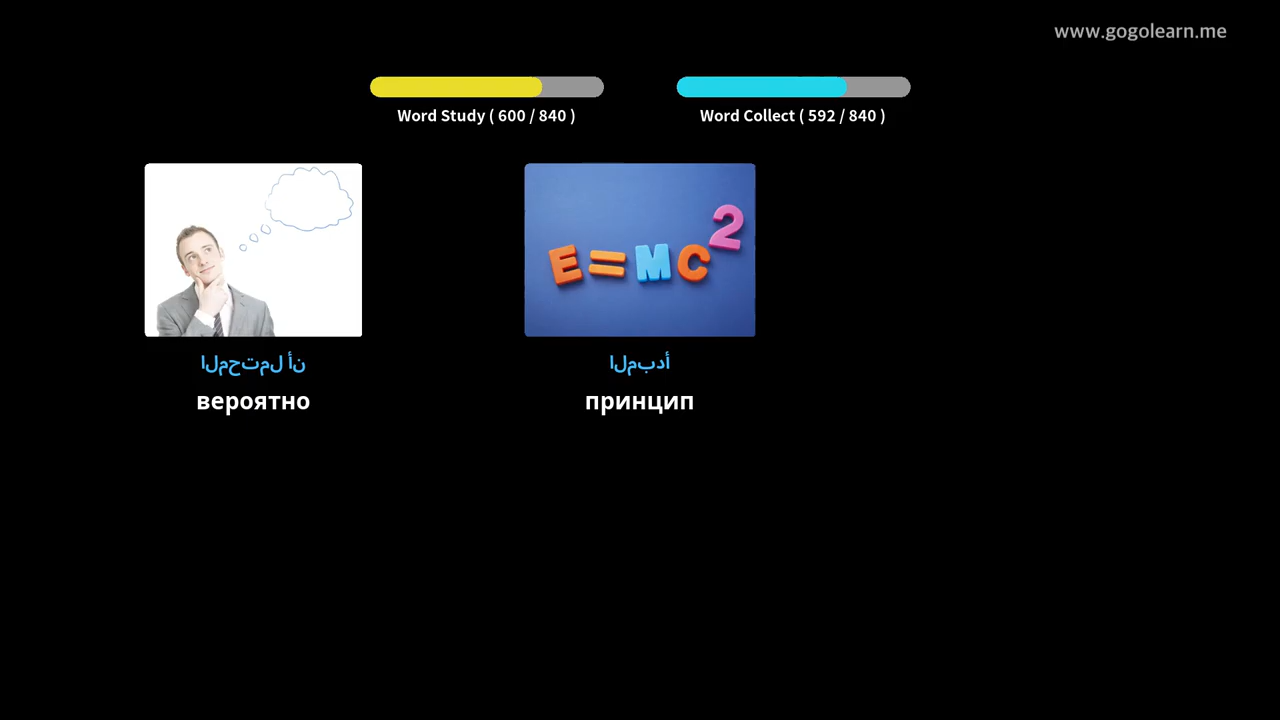 www.gogolearn.me
Word Study ( 600 / 840 )
Word Collect ( 592 / 840 )
E=MC2
المحتمل أن
المبدأ
вероятно
принцип